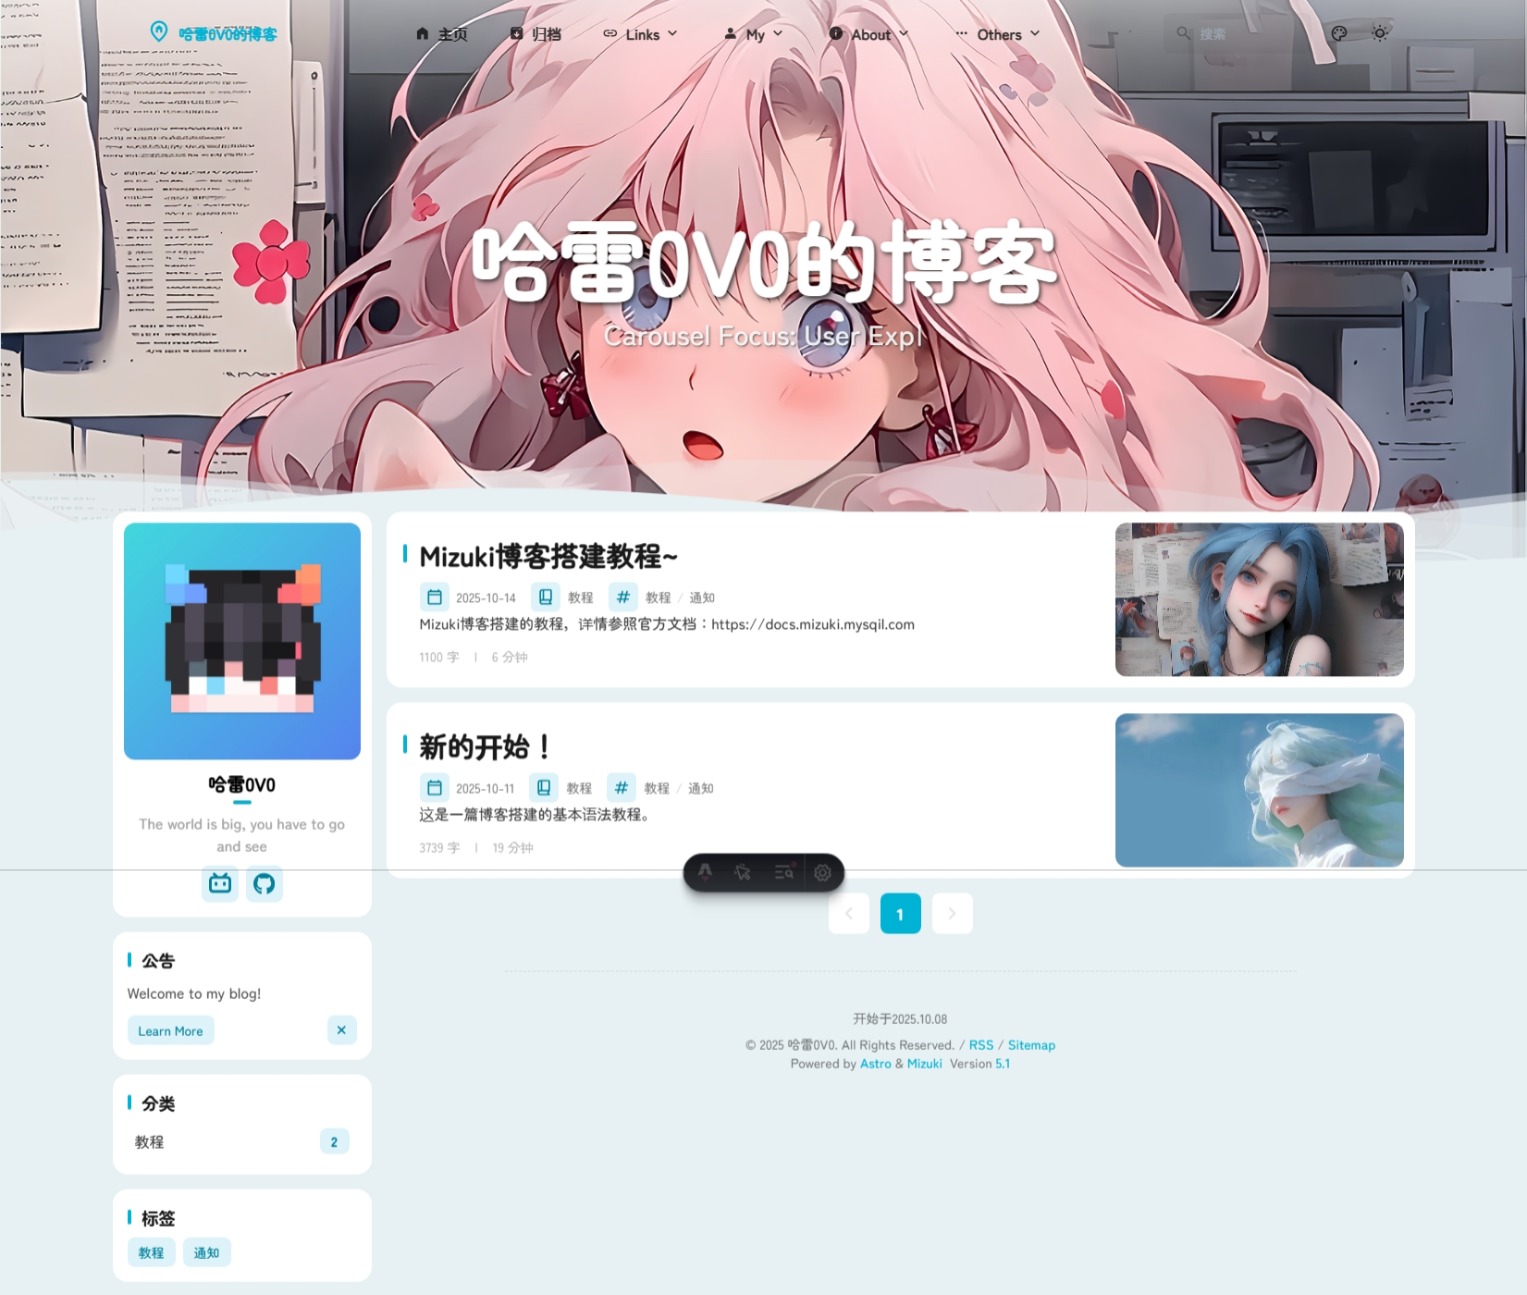 哈雷0V0的博客
主页 归档 Links My About Others 搜索
哈雷0V0的博客
Carousel Focus: User Expl
哈雷0V0
The world is big, you have to go
and see
公告
Welcome to my blog!
Learn More
分类
教程 2
标签
教程 通知
Mizuki博客搭建教程~
2025-10-14 教程 # 教程 / 通知
Mizuki博客搭建的教程，详情参照官方文档：https://docs.mizuki.mysqil.com
1100 字 | 6 分钟
新的开始！
2025-10-11 教程 # 教程 / 通知
这是一篇博客搭建的基本语法教程。
3739 字 | 19 分钟
1
开始于2025.10.08
© 2025 哈雷0V0. All Rights Reserved. / RSS / Sitemap
Powered by Astro & Mizuki Version 5.1